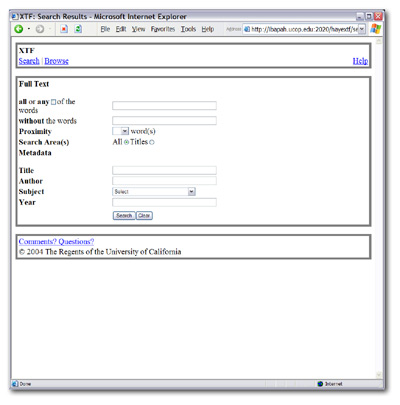 XTF: Search Results - Microsoft Internet Explorer
File Edit View Favorites Tools Help Address http://ibapah.ucop.edu:2020/
XTF
Search | Browse Help
Full Text
all or any of the
words
without the words
Proximity word(s)
Search Area(s) All Titles
Metadata
Title
Author
Subject Select
Year
Search Clear
Comments? Questions?
© 2004 The Regents of the University of California
Done Internet